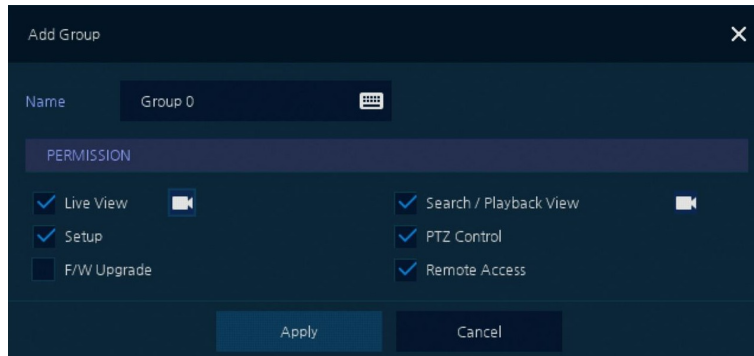 Add Group
Name Group 0
PERMISSION
Live View Search / Playback View
Setup PTZ Control
F/W Upgrade Remote Access
Apply Cancel